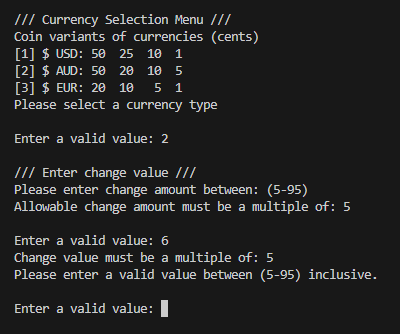 /// Currency Selection Menu ///
Coin variants of currencies (cents)
[1] $ USD: 50  25  10  1
[2] $ AUD: 50  20  10  5
[3] $ EUR: 20  10   5  1
Please select a currency type
Enter a valid value: 2
/// Enter change value ///
Please enter change amount between: (5-95)
Allowable change amount must be a multiple of: 5
Enter a valid value: 6
Change value must be a multiple of: 5
Please enter a valid value between (5-95) inclusive.
Enter a valid value: